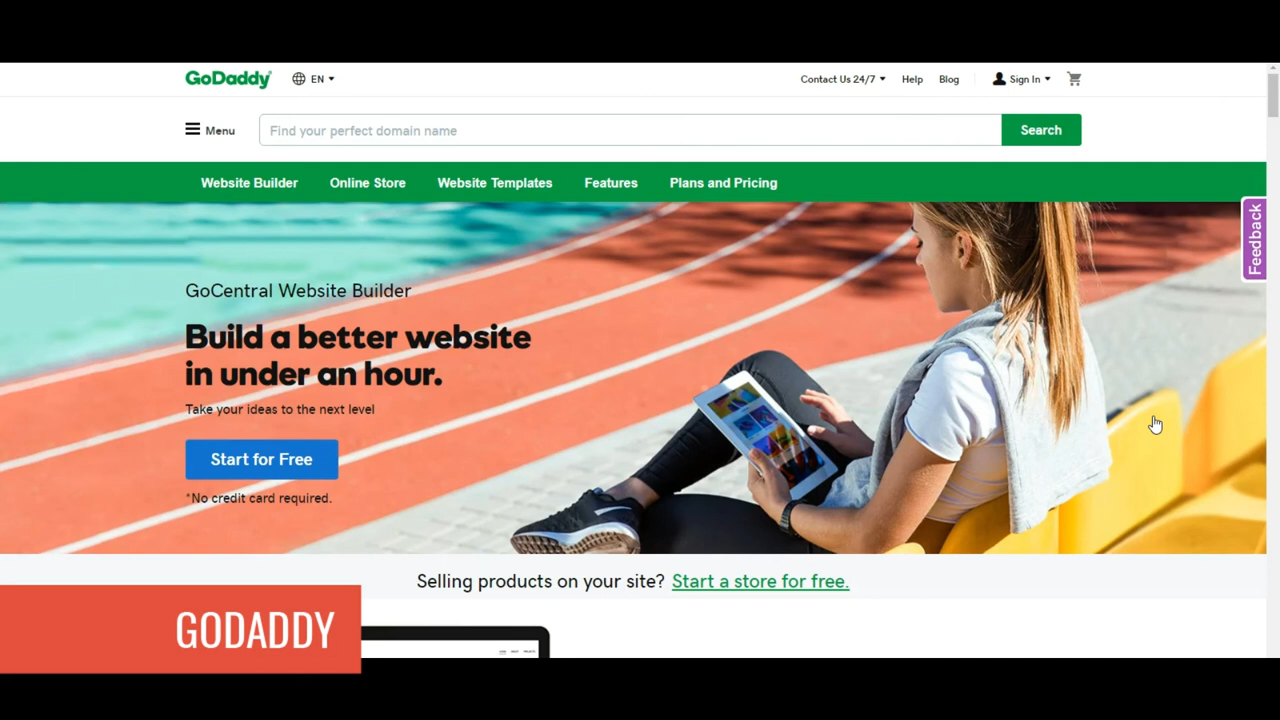 GoDaddy
EN
Contact Us 24/7
Help
Blog
Sign In
Menu
Find your perfect domain name
Search
Website Builder
Online Store
Website Templates
Features
Plans and Pricing
Feedback
GoCentral Website Builder
Build a better website
in under an hour.
Take your ideas to the next level
Start for Free
*No credit card required.
Selling products on your site? Start a store for free.
GODADDY